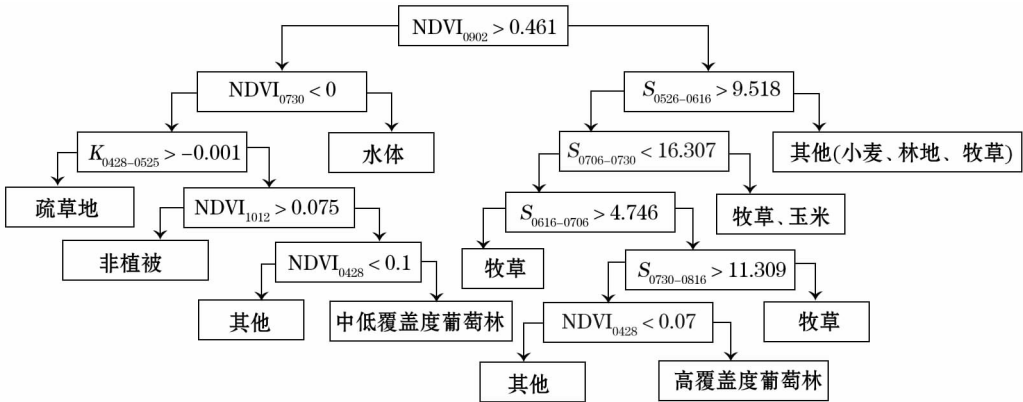 NDVI0902 > 0.461
NDVI0730 < 0
S0526-0616 > 9.518
K0428-0525 > -0.001
水体
S0706-0730 < 16.307
其他(小麦、林地、牧草)
疏草地
NDVI1012 > 0.075
S0616-0706 > 4.746
牧草、玉米
非植被
NDVI0428 < 0.1
牧草
S0730-0816 > 11.309
其他
中低覆盖度葡萄林
NDVI0428 < 0.07
牧草
其他
高覆盖度葡萄林